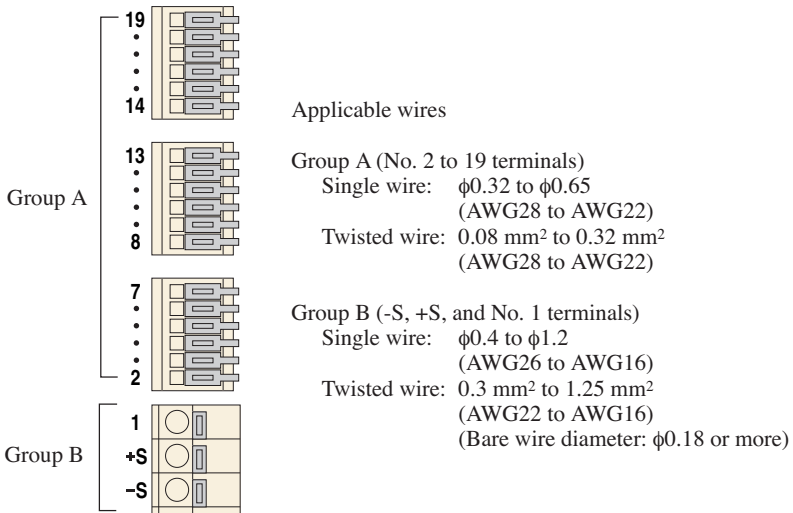 19
14
Applicable wires
13
Group A (No. 2 to 19 terminals)
Single wire: ϕ0.32 to ϕ0.65
Group A
(AWG28 to AWG22)
Twisted wire: 0.08 mm² to 0.32 mm²
8
(AWG28 to AWG22)
7
Group B (-S, +S, and No. 1 terminals)
Single wire: ϕ0.4 to ϕ1.2
(AWG26 to AWG16)
2
Twisted wire: 0.3 mm² to 1.25 mm²
(AWG22 to AWG16)
1
(Bare wire diameter: ϕ0.18 or more)
Group B
+S
–S